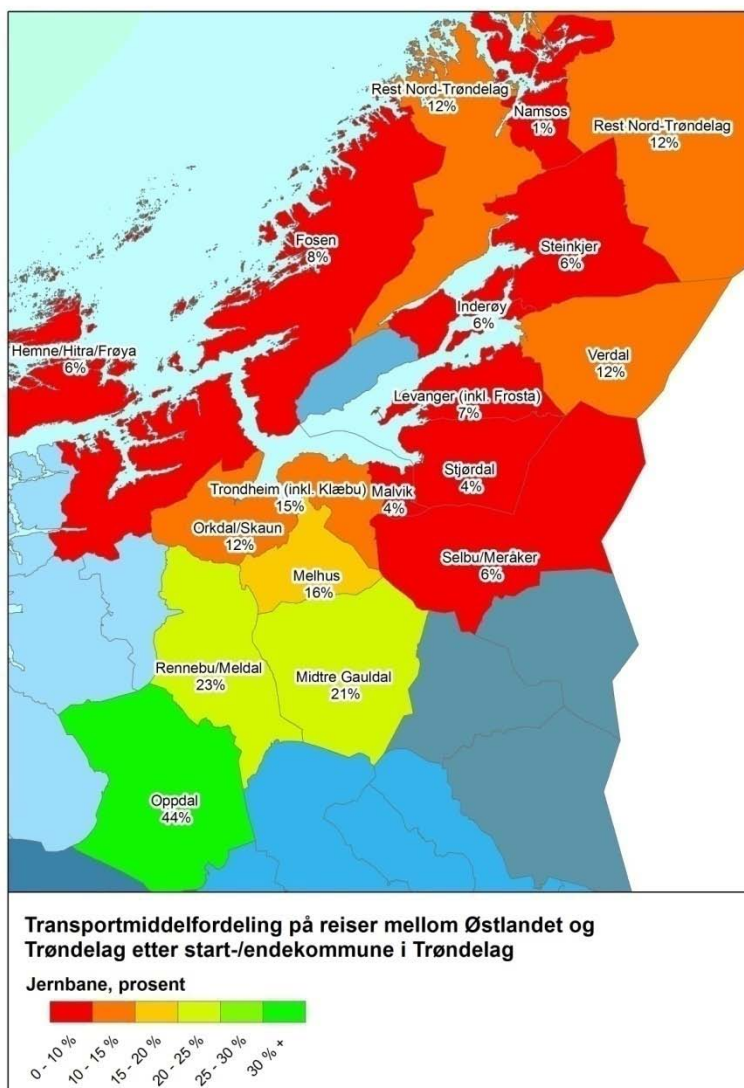 Rest Nord-Trøndelag
12%
Namsos
1%
Rest Nord-Trøndelag
12%
Fosen
8%
Steinkjer
6%
Inderøy
6%
Hemne/Hitra/Frøya
6%
Verdal
12%
Levanger (inkl. Frosta)
7%
Stjørdal
4%
Trondheim (inkl. Klæbu)
15%
Malvik
4%
Orkdal/Skaun
12%
Selbu/Meråker
6%
Melhus
16%
Rennebu/Meldal
23%
Midtre Gauldal
21%
Oppdal
44%
Transportmiddelfordeling på reiser mellom Østlandet og
Trøndelag etter start-/endekommune i Trøndelag
Jernbane, prosent
0 - 10 %
10 - 15 %
15 - 20 %
20 - 25 %
25 - 30 %
30 % +